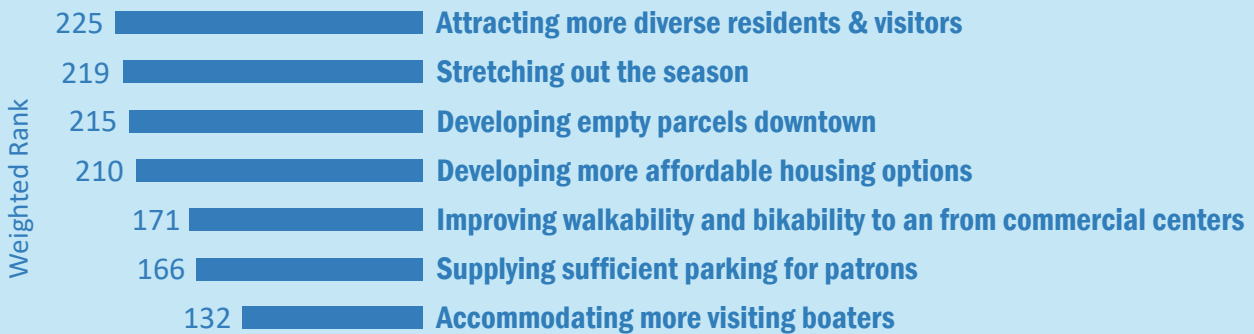 225 Attracting more diverse residents & visitors
219 Stretching out the season
215 Developing empty parcels downtown
210 Developing more affordable housing options
171 Improving walkability and bikability to an from commercial centers
166 Supplying sufficient parking for patrons
132 Accommodating more visiting boaters
Weighted Rank